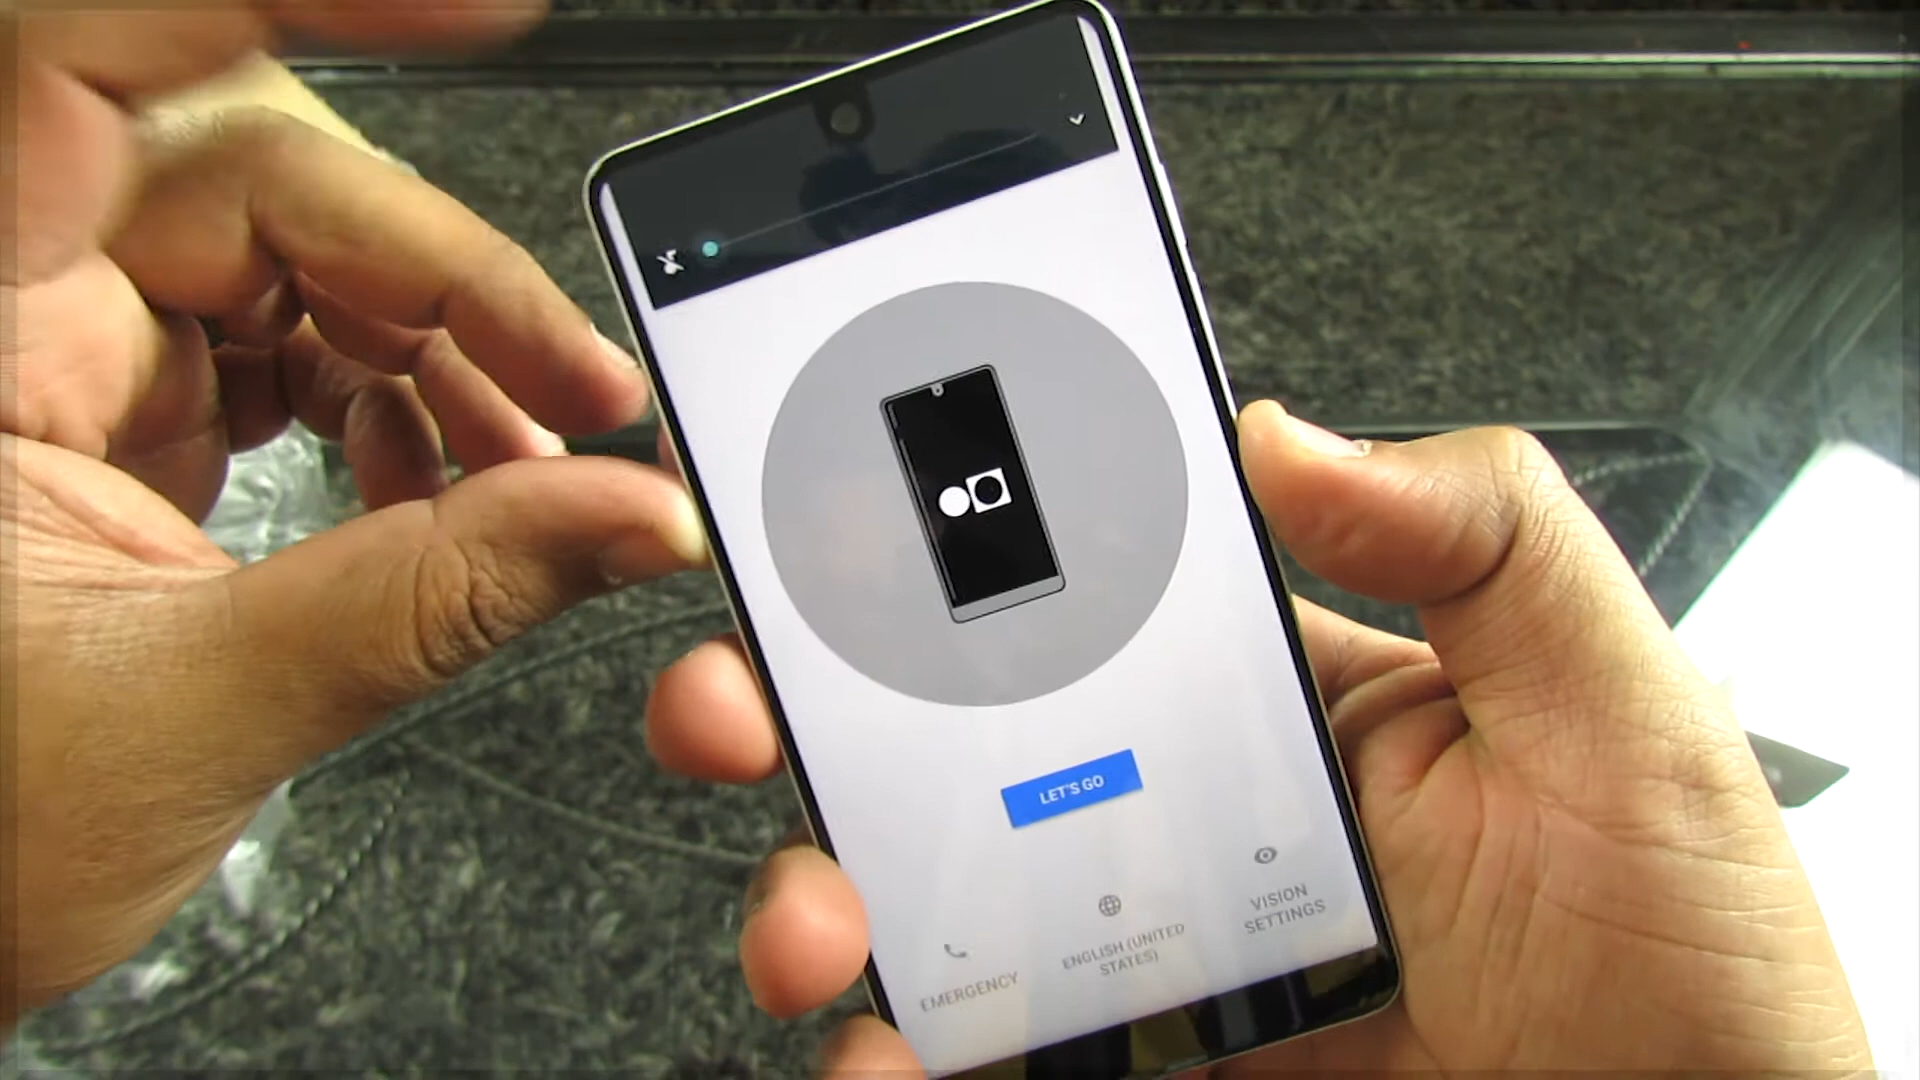 LET'S GO
EMERGENCY
ENGLISH (UNITED
STATES)
VISION
SETTINGS